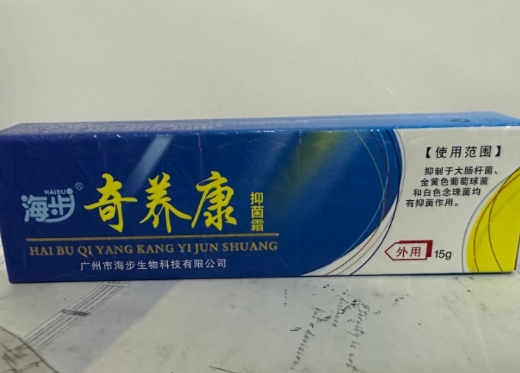 HAIBU
海步®
奇养康
抑菌霜
HAI BU QI YANG KANG YI JUN SHUANG
广州市海步生物科技有限公司
【使用范围】
抑制于大肠杆菌、
金黄色葡萄球菌
和白色念珠菌均
有抑菌作用。
外用
15g